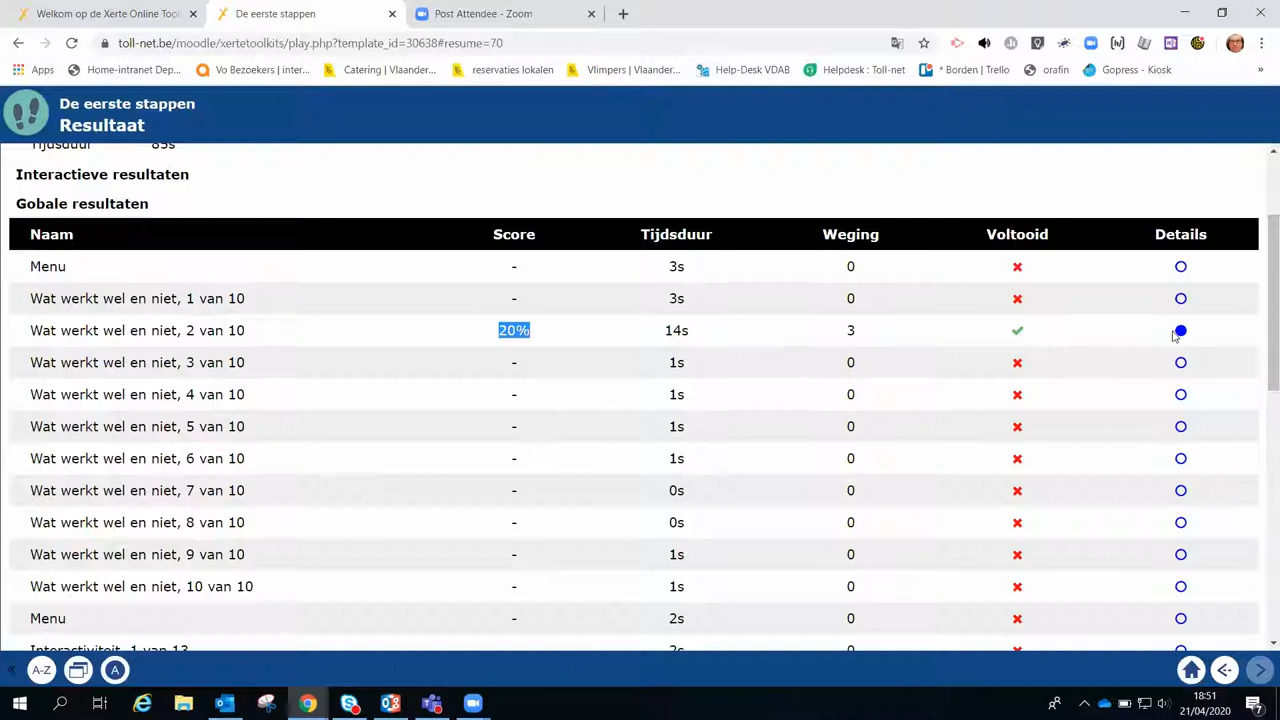 Welkom op de Xerte Online Tool
De eerste stappen
Post Attendee - Zoom
toll-net.be/moodle/xertetoolkits/play.php?template_id=30638#resume=70
Apps
Home-intranet Dep...
Vo Bezoekers | inter...
Catering | Vlaander...
reservaties lokalen
Vlimpers | Vlaander...
Help-Desk VDAB
Helpdesk : Toll-net
* Borden | Trello
orafin
Gopress - Kiosk
De eerste stappen
Resultaat
Tijdsduur 85s
Interactieve resultaten
Gobale resultaten
Naam Score Tijdsduur Weging Voltooid Details
Menu - 3s 0
Wat werkt wel en niet, 1 van 10 - 3s 0
Wat werkt wel en niet, 2 van 10 20% 14s 3
Wat werkt wel en niet, 3 van 10 - 1s 0
Wat werkt wel en niet, 4 van 10 - 1s 0
Wat werkt wel en niet, 5 van 10 - 1s 0
Wat werkt wel en niet, 6 van 10 - 1s 0
Wat werkt wel en niet, 7 van 10 - 0s 0
Wat werkt wel en niet, 8 van 10 - 0s 0
Wat werkt wel en niet, 9 van 10 - 1s 0
Wat werkt wel en niet, 10 van 10 - 1s 0
Menu - 2s 0
Interactiviteit, 1 van 13 - 2s 0
A-Z
A
18:51
21/04/2020